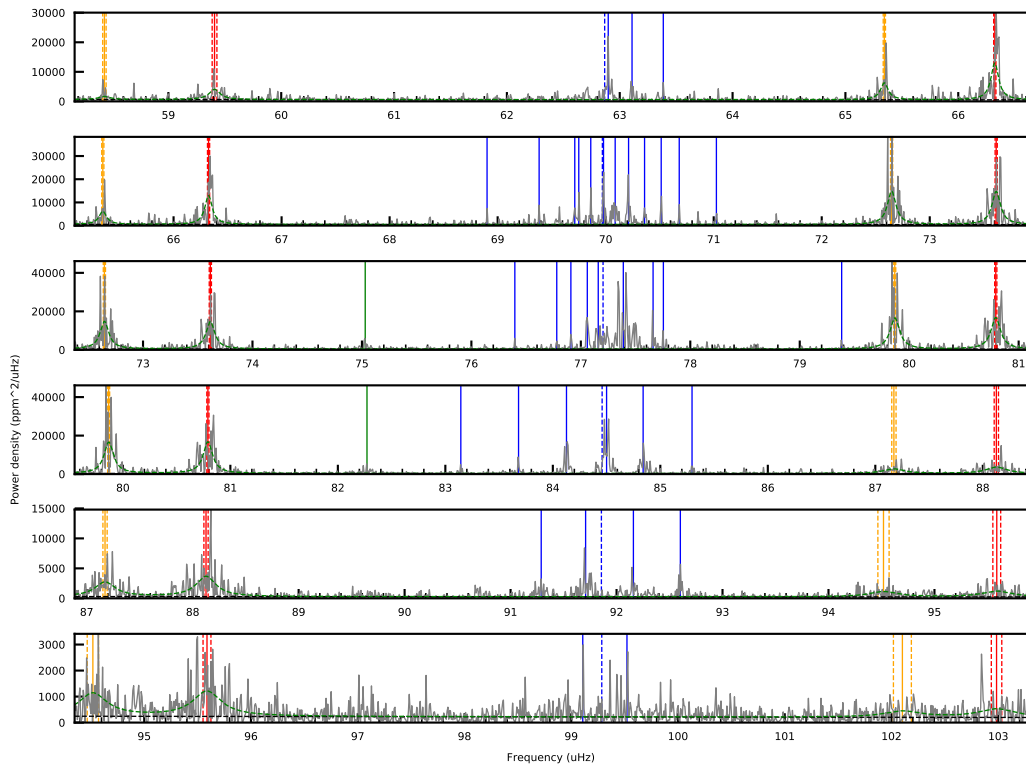 30000
20000
10000
0
59 60 61 62 63 64 65 66
30000
20000
10000
0
66 67 68 69 70 71 72 73
40000
20000
0
73 74 75 76 77 78 79 80 81
40000
20000
0
80 81 82 83 84 85 86 87 88
15000
10000
5000
0
87 88 89 90 91 92 93 94 95
3000
2000
1000
0
95 96 97 98 99 100 101 102 103
Power density (ppm^2/uHz)
Frequency (uHz)